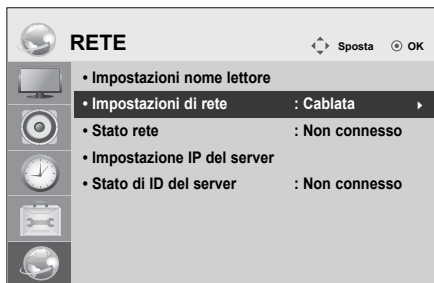 RETE
Sposta OK
• Impostazioni nome lettore
• Impostazioni di rete : Cablata
• Stato rete : Non connesso
• Impostazione IP del server
• Stato di ID del server : Non connesso